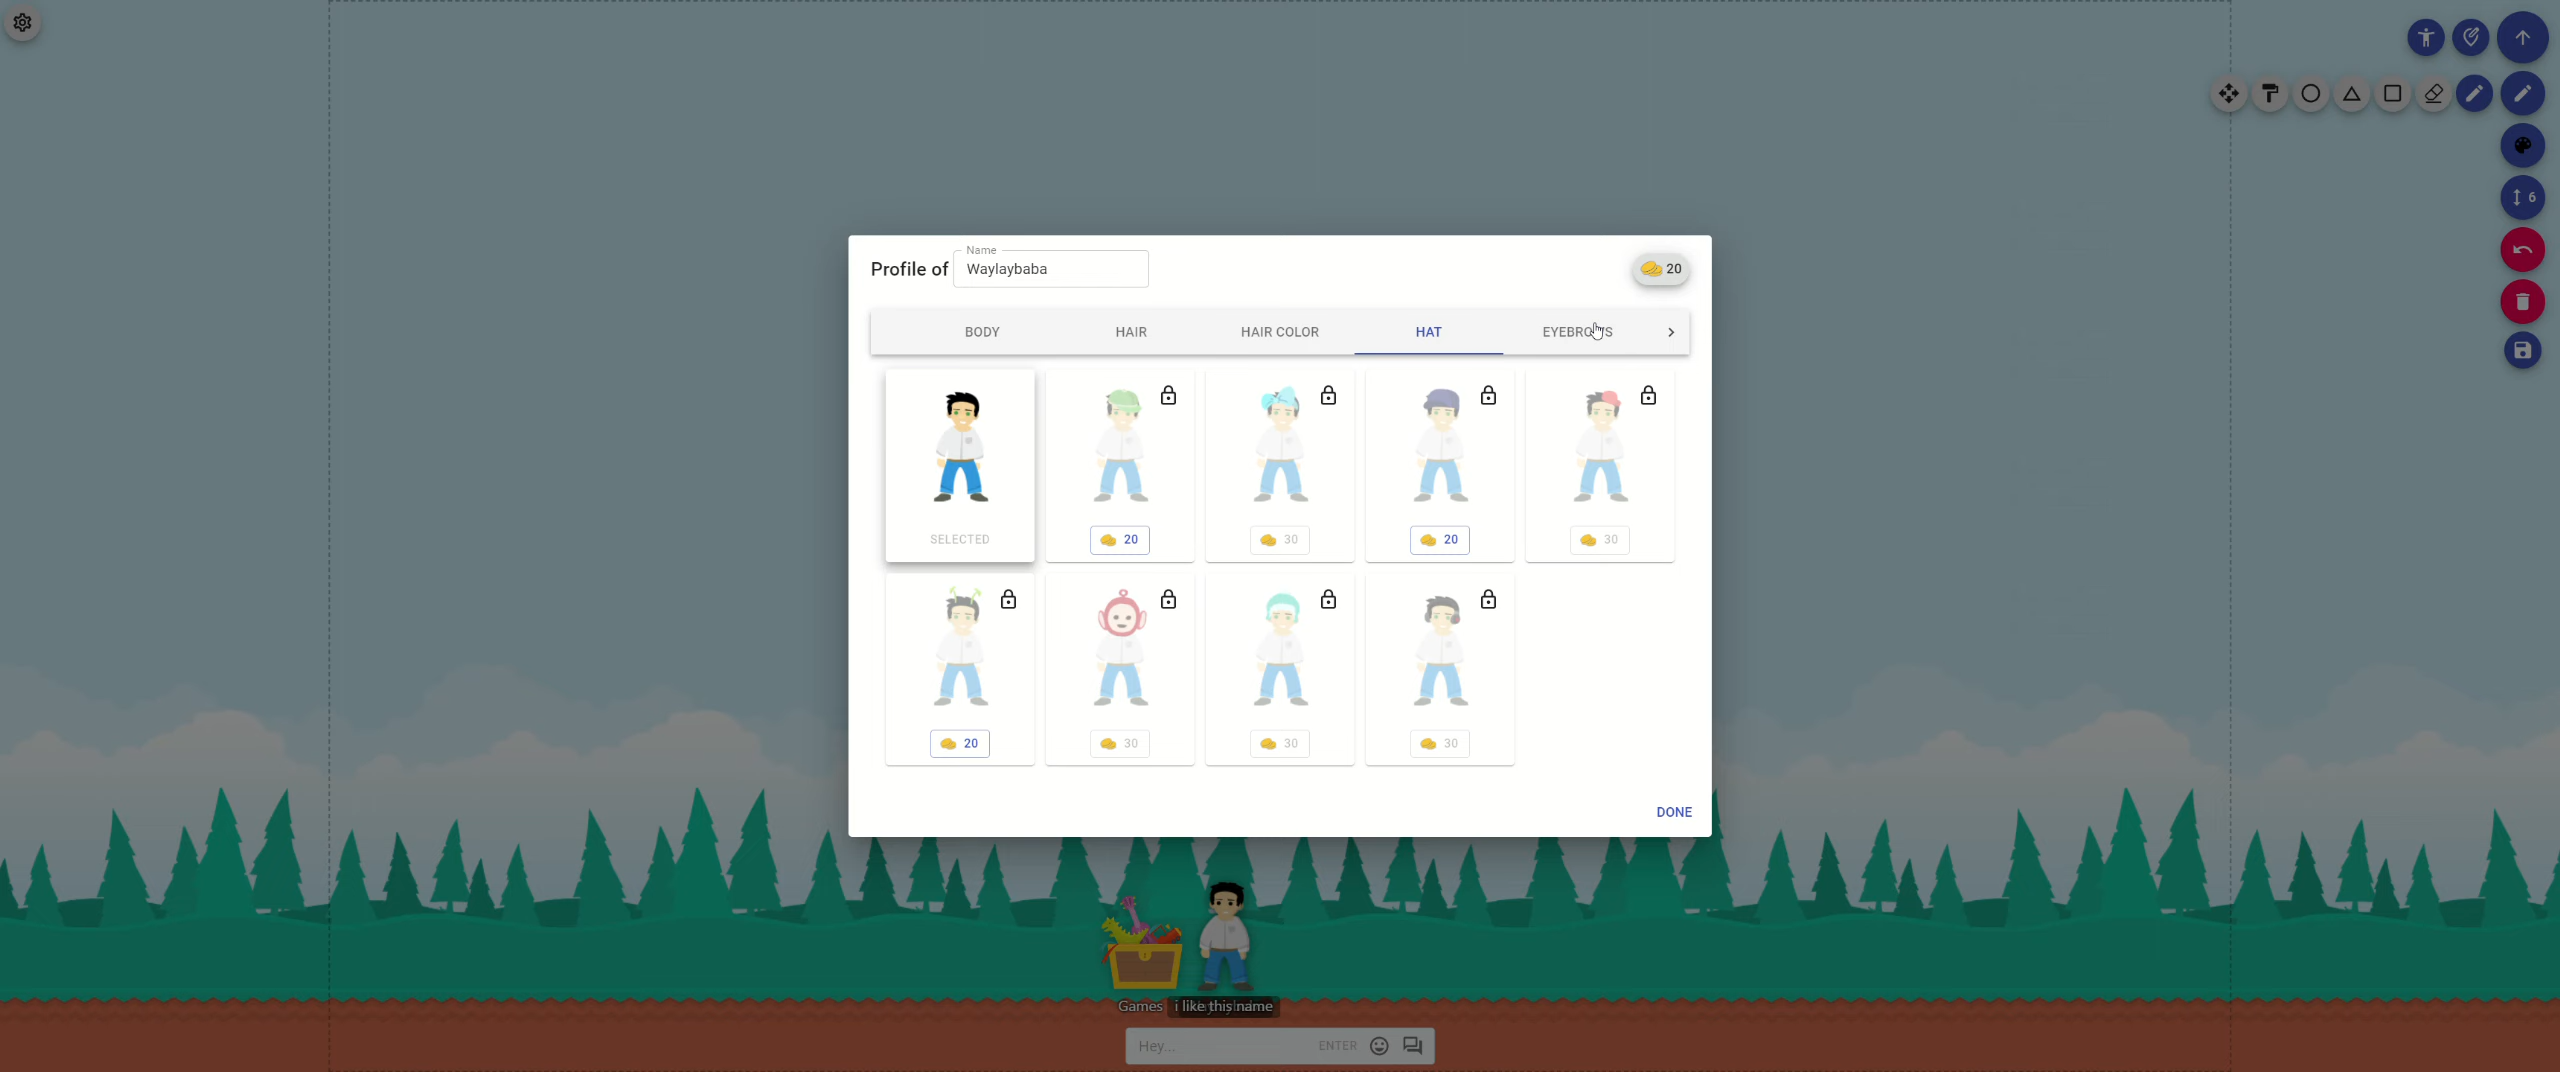 6
Name
Profile of Waylaybaba 20
BODY HAIR HAIR COLOR HAT EYEBROWS
SELECTED 20 30 20 30
20 30 30 30
DONE
Games i like this name
Hey... ENTER